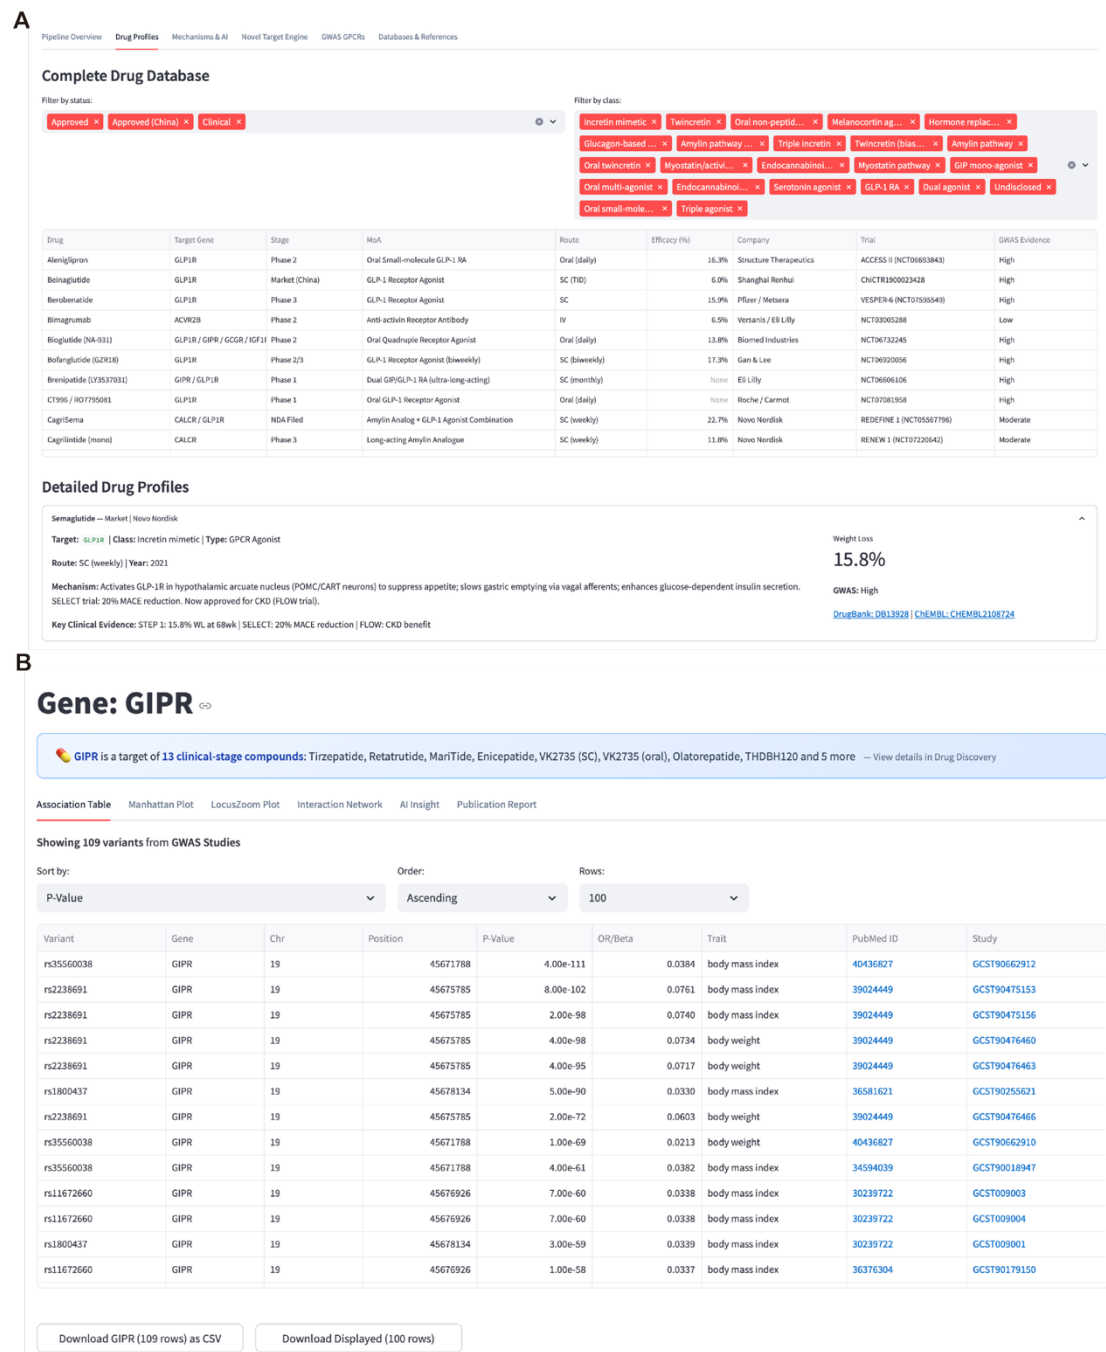 A
Pipeline Overview Drug Profiles Mechanisms & AI Novel Target Engine GWAS GPCRs Databases & References
Complete Drug Database
Filter by status: Filter by class:
Approved × Approved (China) × Clinical × Incretin mimetic × Twincretin × Oral non-peptid... × Melanocortin ag... × Hormone replac... ×
Glucagon-based ... × Amylin pathway ... × Triple incretin × Twincretin (bias... × Amylin pathway ×
Oral twincretin × Myostatin/activi... × Endocannabinoi... × Myostatin pathway × GIP mono-agonist ×
Oral multi-agonist × Endocannabinoi... × Serotonin agonist × GLP-1 RA × Dual agonist × Undisclosed ×
Oral small-mole... × Triple agonist ×
Drug Target Gene Stage MoA Route Efficacy (%) Company Trial GWAS Evidence
Aleniglipron GLP1R Phase 2 Oral Small-molecule GLP-1 RA Oral (daily) 16.3% Structure Therapeutics ACCESS II (NCT06693843) High
Beinaglutide GLP1R Market (China) GLP-1 Receptor Agonist SC (TID) 6.0% Shanghai Renhui ChiCTR1900023428 High
Berobenatide GLP1R Phase 3 GLP-1 Receptor Agonist SC 15.9% Pfizer / Metsera VESPER-6 (NCT07595549) High
Bimagrumab ACVR2B Phase 2 Anti-activin Receptor Antibody IV 6.5% Versanis / Eli Lilly NCT03005288 Low
Bioglutide (NA-931) GLP1R / GIPR / GCGR / IGF1I Phase 2 Oral Quadruple Receptor Agonist Oral (daily) 13.8% Biomed Industries NCT06732245 High
Bofanglutide (GZR18) GLP1R Phase 2/3 GLP-1 Receptor Agonist (biweekly) SC (biweekly) 17.3% Gan & Lee NCT06920056 High
Brenipatide (LY3537031) GIPR / GLP1R Phase 1 Dual GIP/GLP-1 RA (ultra-long-acting) SC (monthly) None Eli Lilly NCT06606106 High
CT996 / RO7795081 GLP1R Phase 1 Oral GLP-1 Receptor Agonist Oral (daily) None Roche / Carmot NCT07081958 High
CagriSema CALCR / GLP1R NDA Filed Amylin Analog + GLP-1 Agonist Combination SC (weekly) 22.7% Novo Nordisk REDEFINE 1 (NCT05567796) Moderate
Cagrilintide (mono) CALCR Phase 3 Long-acting Amylin Analogue SC (weekly) 11.8% Novo Nordisk RENEW 1 (NCT07220642) Moderate
Detailed Drug Profiles
Semaglutide — Market | Novo Nordisk
Target: GLP1R | Class: Incretin mimetic | Type: GPCR Agonist Weight Loss
15.8%
Route: SC (weekly) | Year: 2021
Mechanism: Activates GLP-1R in hypothalamic arcuate nucleus (POMC/CART neurons) to suppress appetite; slows gastric emptying via vagal afferents; enhances glucose-dependent insulin secretion. GWAS: High
SELECT trial: 20% MACE reduction. Now approved for CKD (FLOW trial).
DrugBank: DB13928 | ChEMBL: CHEMBL2108724
Key Clinical Evidence: STEP 1: 15.8% WL at 68wk | SELECT: 20% MACE reduction | FLOW: CKD benefit
B
Gene: GIPR
GIPR is a target of 13 clinical-stage compounds: Tirzepatide, Retatrutide, MariTide, Enicepatide, VK2735 (SC), VK2735 (oral), Olatorepatide, THDBH120 and 5 more — View details in Drug Discovery
Association Table Manhattan Plot LocusZoom Plot Interaction Network AI Insight Publication Report
Showing 109 variants from GWAS Studies
Sort by: Order: Rows:
P-Value Ascending 100
Variant Gene Chr Position P-Value OR/Beta Trait PubMed ID Study
rs35560038 GIPR 19 45671788 4.00e-111 0.0384 body mass index 40436827 GCST90662912
rs2238691 GIPR 19 45675785 8.00e-102 0.0761 body mass index 39024449 GCST90475153
rs2238691 GIPR 19 45675785 2.00e-98 0.0740 body mass index 39024449 GCST90475156
rs2238691 GIPR 19 45675785 4.00e-98 0.0734 body weight 39024449 GCST90476460
rs2238691 GIPR 19 45675785 4.00e-95 0.0717 body weight 39024449 GCST90476463
rs1800437 GIPR 19 45678134 5.00e-90 0.0330 body mass index 36581621 GCST90255621
rs2238691 GIPR 19 45675785 2.00e-72 0.0603 body weight 39024449 GCST90476466
rs35560038 GIPR 19 45671788 1.00e-69 0.0213 body weight 40436827 GCST90662910
rs35560038 GIPR 19 45671788 4.00e-61 0.0382 body mass index 34594039 GCST90018947
rs11672660 GIPR 19 45676926 7.00e-60 0.0338 body mass index 30239722 GCST009003
rs11672660 GIPR 19 45676926 7.00e-60 0.0338 body mass index 30239722 GCST009004
rs1800437 GIPR 19 45678134 3.00e-59 0.0339 body mass index 30239722 GCST009001
rs11672660 GIPR 19 45676926 1.00e-58 0.0337 body mass index 36376304 GCST90179150
Download GIPR (109 rows) as CSV Download Displayed (100 rows)